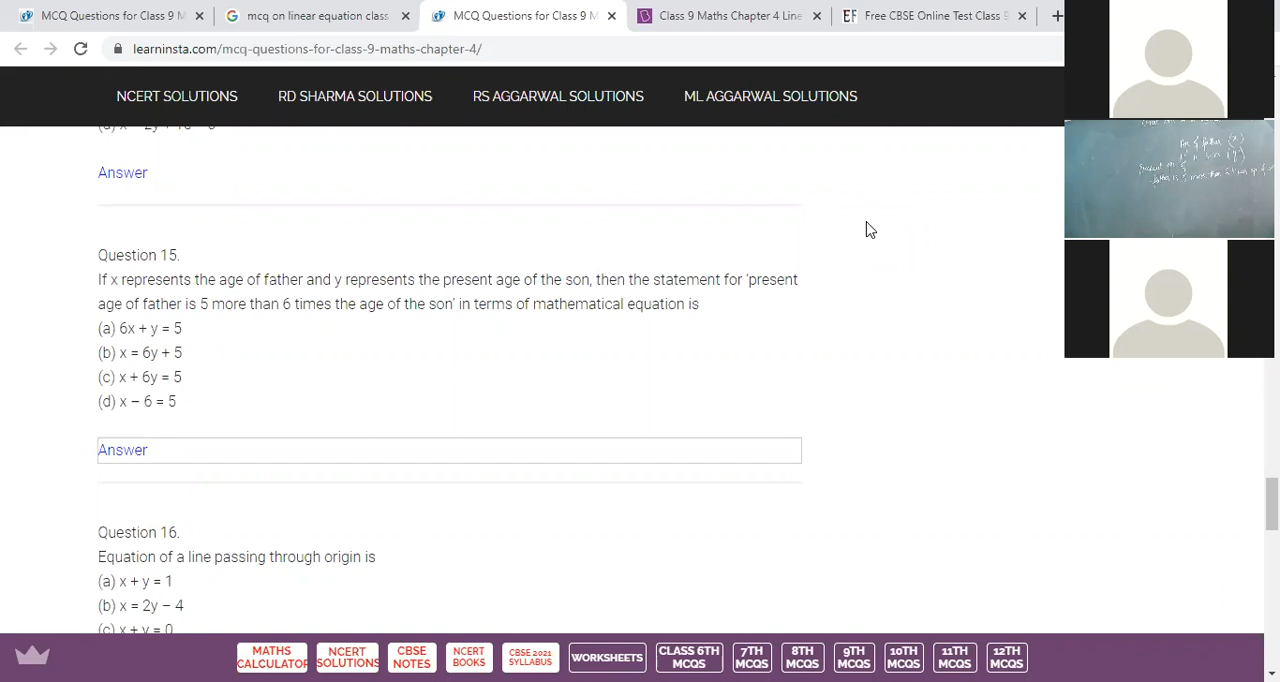 MCQ Questions for Class 9 M
mcq on linear equation class
MCQ Questions for Class 9 M
Class 9 Maths Chapter 4 Line
EF Free CBSE Online Test Class 9
learninsta.com/mcq-questions-for-class-9-maths-chapter-4/
NCERT SOLUTIONS RD SHARMA SOLUTIONS RS AGGARWAL SOLUTIONS ML AGGARWAL SOLUTIONS
Answer
Question 15.
If x represents the age of father and y represents the present age of the son, then the statement for ‘present
age of father is 5 more than 6 times the age of the son’ in terms of mathematical equation is
(a) 6x + y = 5
(b) x = 6y + 5
(c) x + 6y = 5
(d) x – 6 = 5
Answer
Question 16.
Equation of a line passing through origin is
(a) x + y = 1
(b) x = 2y – 4
(c) x + y = 0
MATHS CALCULATOR
NCERT SOLUTIONS
CBSE NOTES
NCERT BOOKS
CBSE 2021 SYLLABUS
WORKSHEETS
CLASS 6TH MCQS
7TH MCQS
8TH MCQS
9TH MCQS
10TH MCQS
11TH MCQS
12TH MCQS